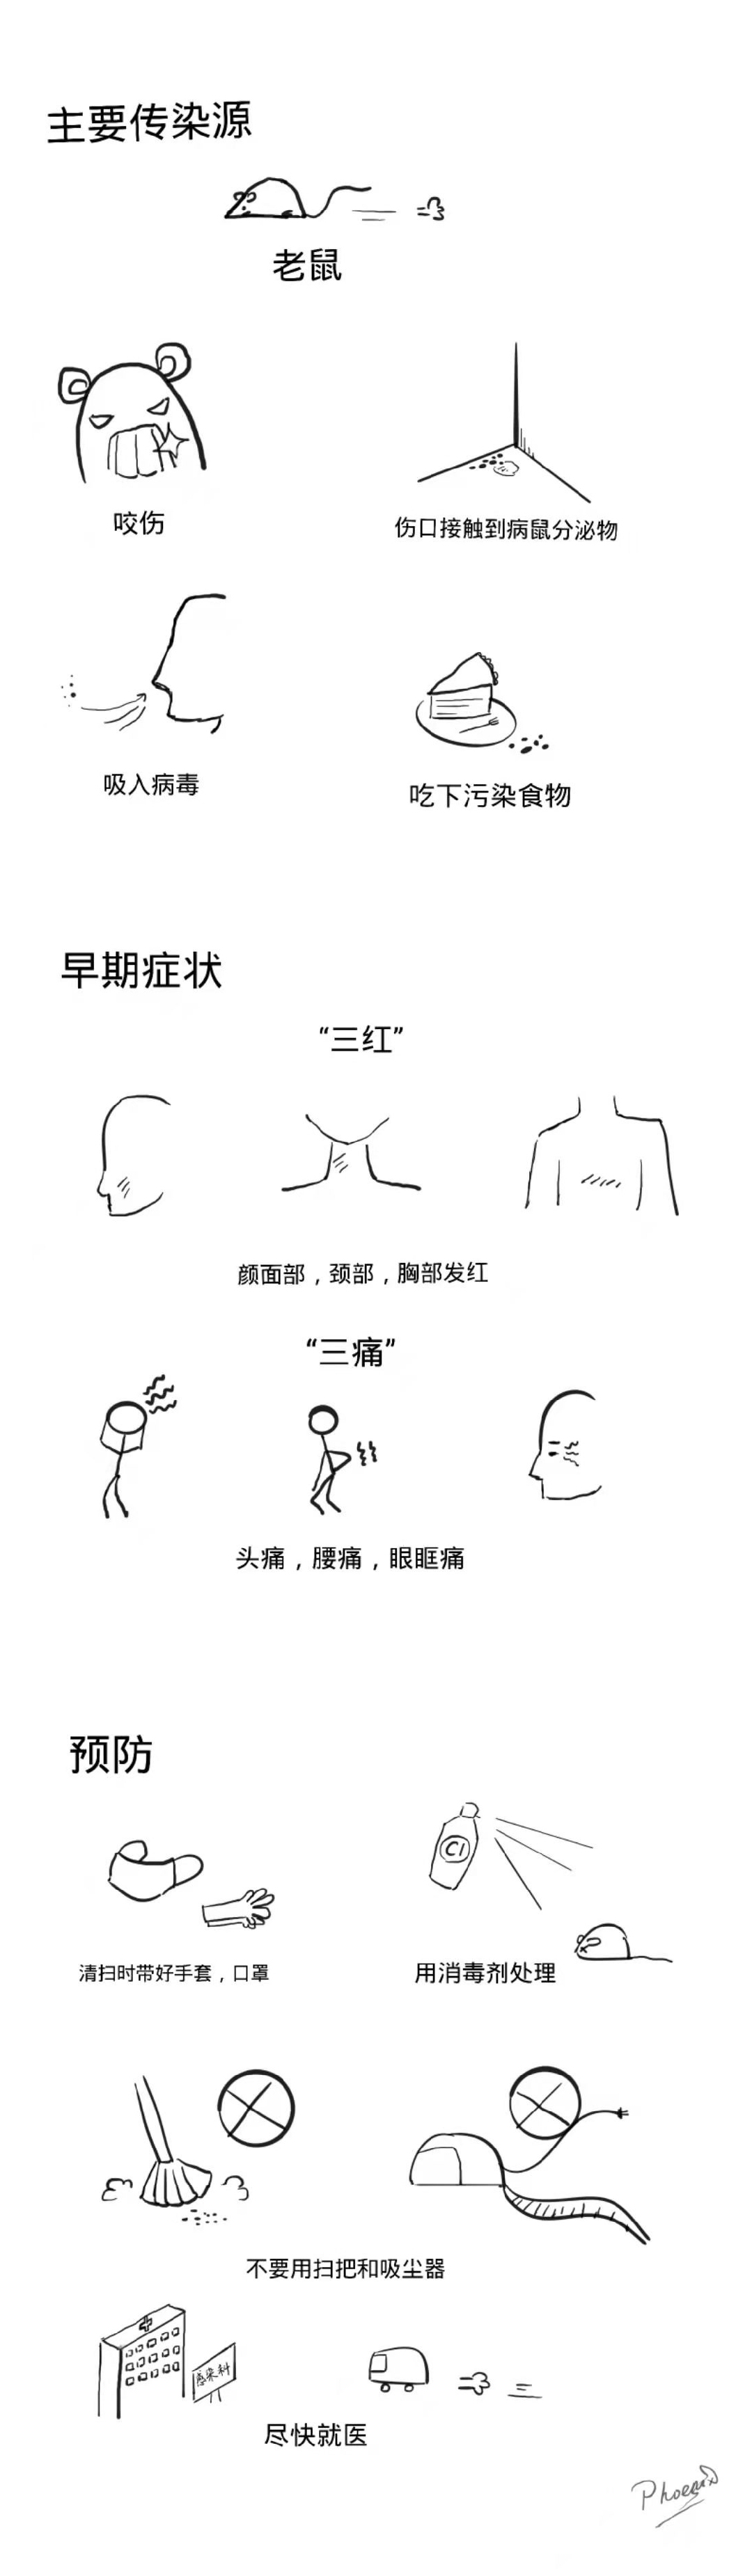 主要传染源
老鼠
咬伤
伤口接触到病鼠分泌物
吸入病毒
吃下污染食物
早期症状
“三红”
颜面部，颈部，胸部发红
“三痛”
头痛，腰痛，眼眶痛
预防
Cl
清扫时带好手套，口罩
用消毒剂处理
不要用扫把和吸尘器
感染科
尽快就医
Phoenix